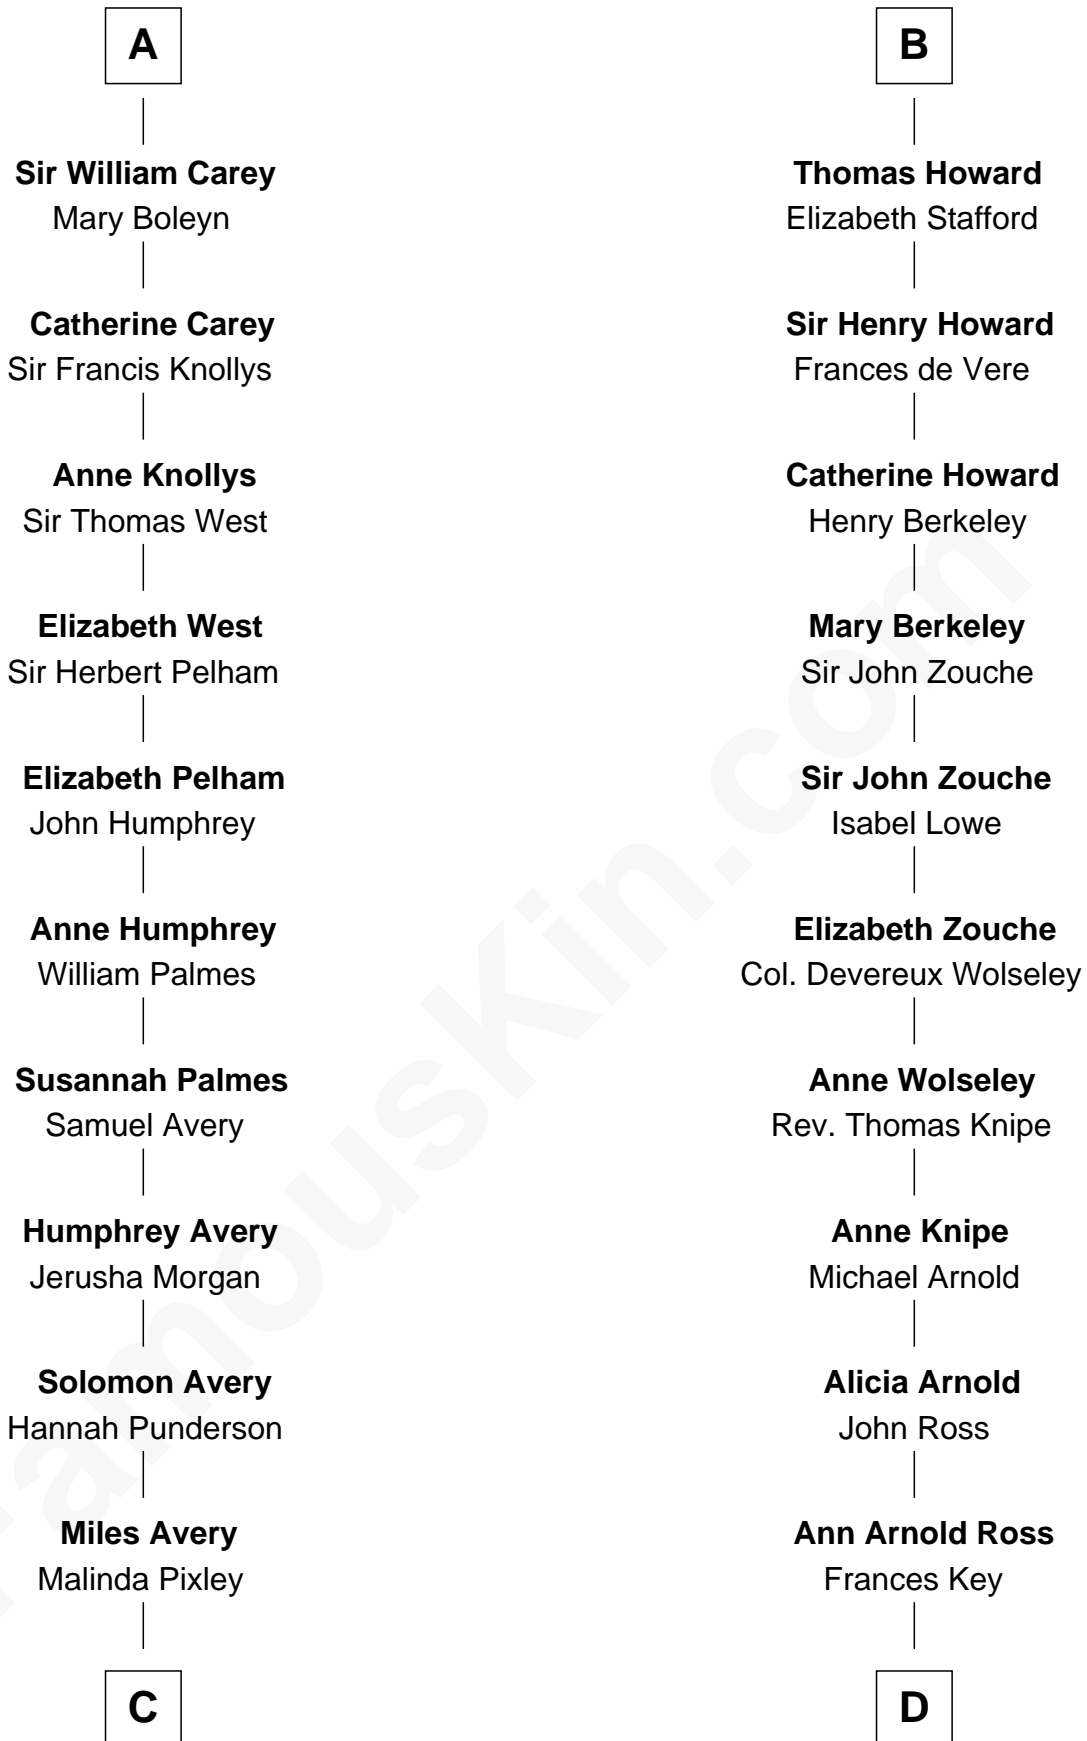 A
Sir William Carey
Mary Boleyn
Catherine Carey
Sir Francis Knollys
Anne Knollys
Sir Thomas West
Elizabeth West
Sir Herbert Pelham
Elizabeth Pelham
John Humphrey
Anne Humphrey
William Palmes
Susannah Palmes
Samuel Avery
Humphrey Avery
Jerusha Morgan
Solomon Avery
Hannah Punderson
Miles Avery
Malinda Pixley
C
B
Thomas Howard
Elizabeth Stafford
Sir Henry Howard
Frances de Vere
Catherine Howard
Henry Berkeley
Mary Berkeley
Sir John Zouche
Sir John Zouche
Isabel Lowe
Elizabeth Zouche
Col. Devereux Wolseley
Anne Wolseley
Rev. Thomas Knipe
Anne Knipe
Michael Arnold
Alicia Arnold
John Ross
Ann Arnold Ross
Frances Key
D
FamousKin.com